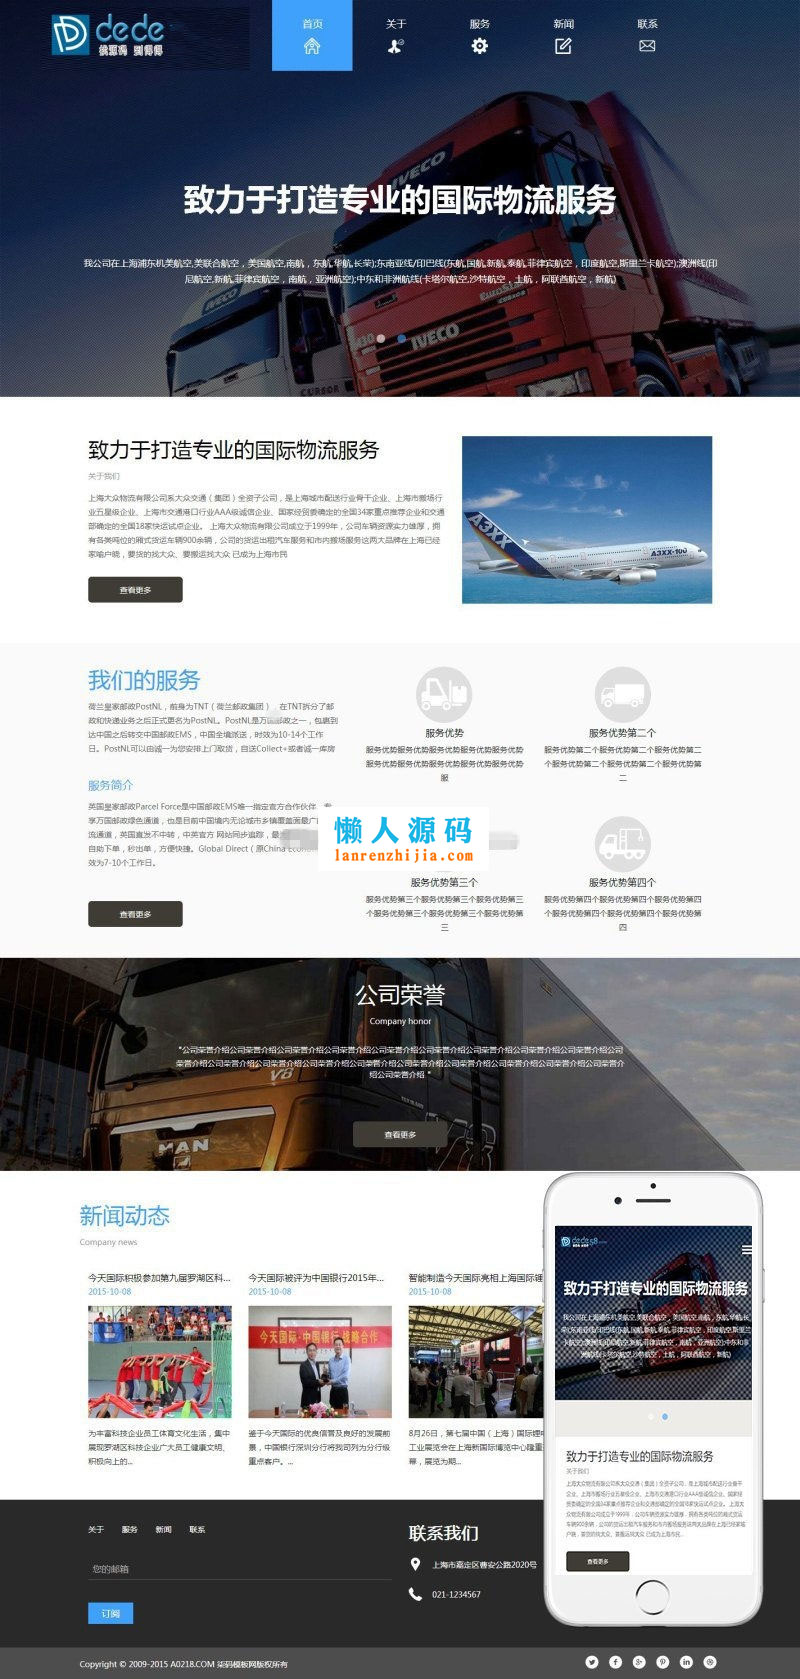 dede
首页
关于
服务
新闻
联系
IVECO
致力于打造专业的国际物流服务
我公司在上海浦东机美航空,美联合航空，美国航空,南航，东航,华航,长荣);东南亚线/印巴线(东航,国航,新航,泰航,菲律宾航空，印度航空,斯里兰卡航空);澳洲线(印
尼航空,新航,菲律宾航空，南航，亚洲航空);中东和非洲航线(卡塔尔航空,沙特航空，土航，阿联酋航空，新航)
IVECO
EuroStar
430
IVECO
CURSOR
致力于打造专业的国际物流服务
关于我们
上海大众物流有限公司系大众交通（集团）全资子公司，是上海城市配送行业骨干企业、上海市搬场行
业五星级企业、上海市交通港口行业AAA级诚信企业、国家经贸委确定的全国34家重点推荐企业和交通
部确定的全国18家快运试点企业。 上海大众物流有限公司成立于1999年，公司车辆资源实力雄厚，拥
有各类吨位的厢式货运车辆900余辆，公司的货运出租汽车服务和市内搬场服务这两大品牌在上海已经
家喻户晓，要货的找大众、要搬运找大众 已成为上海市民
查看更多
A3XX
A3XX-100
我们的服务
荷兰皇家邮政PostNL，前身为TNT（荷兰邮政集团），在TNT拆分了邮
政和快递业务之后正式更名为PostNL。PostNL是万国邮政之一，包裹到
达中国之后转交中国邮政EMS，中国全境派送，时效为10-14个工作
日。PostNL可以由诚一为您安排上门取货，自送Collect+或者诚一库房
服务简介
英国皇家邮政Parcel Force是中国邮政EMS唯一指定官方合作伙伴，
享万国邮政绿色通道，也是目前中国境内无论城市乡镇覆盖面最广
流通道，英国直发不中转，中英官方 网站同步追踪，最
自助下单，秒出单，方便快捷。Global Direct（原China Econ
效为7-10个工作日。
查看更多
服务优势
服务优势服务优势服务优势服务优势服务优势
服务优势服务优势服务优势服务优势服务优势
服
服务优势第二个
服务优势第二个服务优势第二个服务优势第二
个服务优势第二个服务优势第二个服务优势第
二
懒人源码
lanrenzhijia.com
服务优势第三个
服务优势第三个服务优势第三个服务优势第三
个服务优势第三个服务优势第三个服务优势第
三
服务优势第四个
服务优势第四个服务优势第四个服务优势第四
个服务优势第四个服务优势第四个服务优势第
四
公司荣誉
Company honor
"公司荣誉介绍公司荣誉介绍公司荣誉介绍公司荣誉介绍公司荣誉介绍公司荣誉介绍公司荣誉介绍公司荣誉介绍公司
荣誉介绍公司荣誉介绍公司荣誉介绍公司荣誉介绍公司荣誉介绍公司荣誉介绍公司荣誉介绍公司荣誉介绍公司荣誉介
绍公司荣誉介绍 "
V8
MAN
查看更多
新闻动态
Company news
今天国际积极参加第九届罗湖区科...
2015-10-08
为丰富科技企业员工体育文化生活，集中
展现罗湖区科技企业广大员工健康文明、
积极向上的...
今天国际被评为中国银行2015年...
2015-10-08
今天国际·中国银行 战略合作
鉴于今天国际的优良信誉及良好的发展前
景，中国银行深圳分行将我司列为分行级
重点客户。...
智能制造今天国际亮相上海国际锂
2015-10-08
8月26日，第七届中国（上海）国际锂电
工业展览会在上海新国际博览中心隆重
幕，展览为期...
dede58.com
致力于打造专业的国际物流服务
我公司在上海浦东机美航空,美联合航空，美国航空,南航，东航,华航,长
荣);东南亚线/印巴线(东航,国航,新航,泰航,菲律宾航空，印度航空,斯里兰
卡航空);澳洲线(印尼航空,新航,菲律宾航空，南航，亚洲航空);中东和非
洲航线(卡塔尔航空,沙特航空，土航，阿联酋航空，新航)
致力于打造专业的国际物流服务
关于我们
上海大众物流有限公司系大众交通（集团）全资子公司，是上海城市配送行业骨干
企业、上海市搬场行业五星级企业、上海市交通港口行业AAA级诚信企业、国家经
贸委确定的全国34家重点推荐企业和交通部确定的全国18家快运试点企业。 上海大
众物流有限公司成立于1999年，公司车辆资源实力雄厚，拥有各类吨位的厢式货运
车辆900余辆，公司的货运出租汽车服务和市内搬场服务这两大品牌在上海已经家喻
户晓，要货的找大众、要搬运找大众 已成为上海市民...
查看更多
关于
服务
新闻
联系
您的邮箱
订阅
联系我们
上海市嘉定区曹安公路2020号
021-1234567
Copyright © 2009-2015 A0218.COM 柒码模板网版权所有